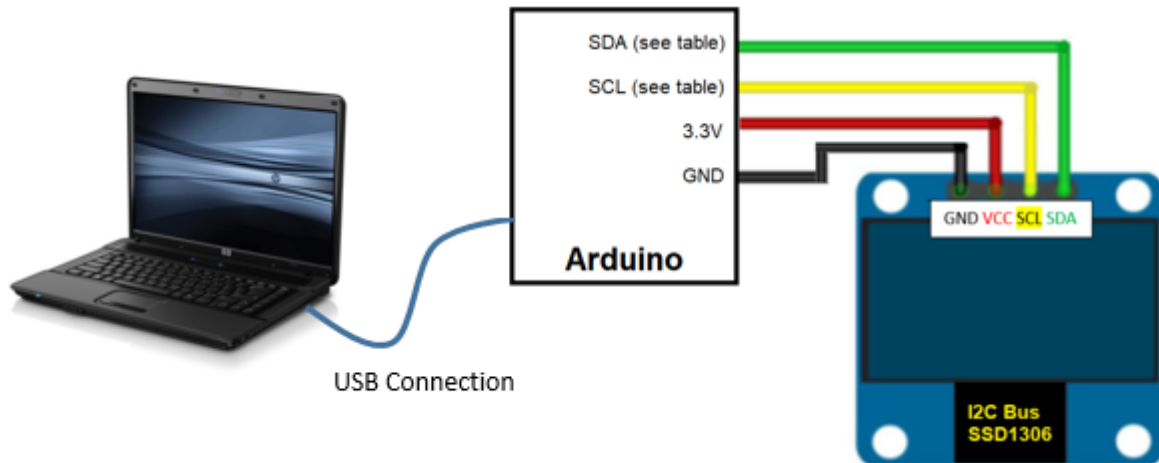 SDA (see table)
SCL (see table)
3.3V
GND
Arduino
USB Connection
GND VCC SCL SDA
I2C Bus
SSD1306